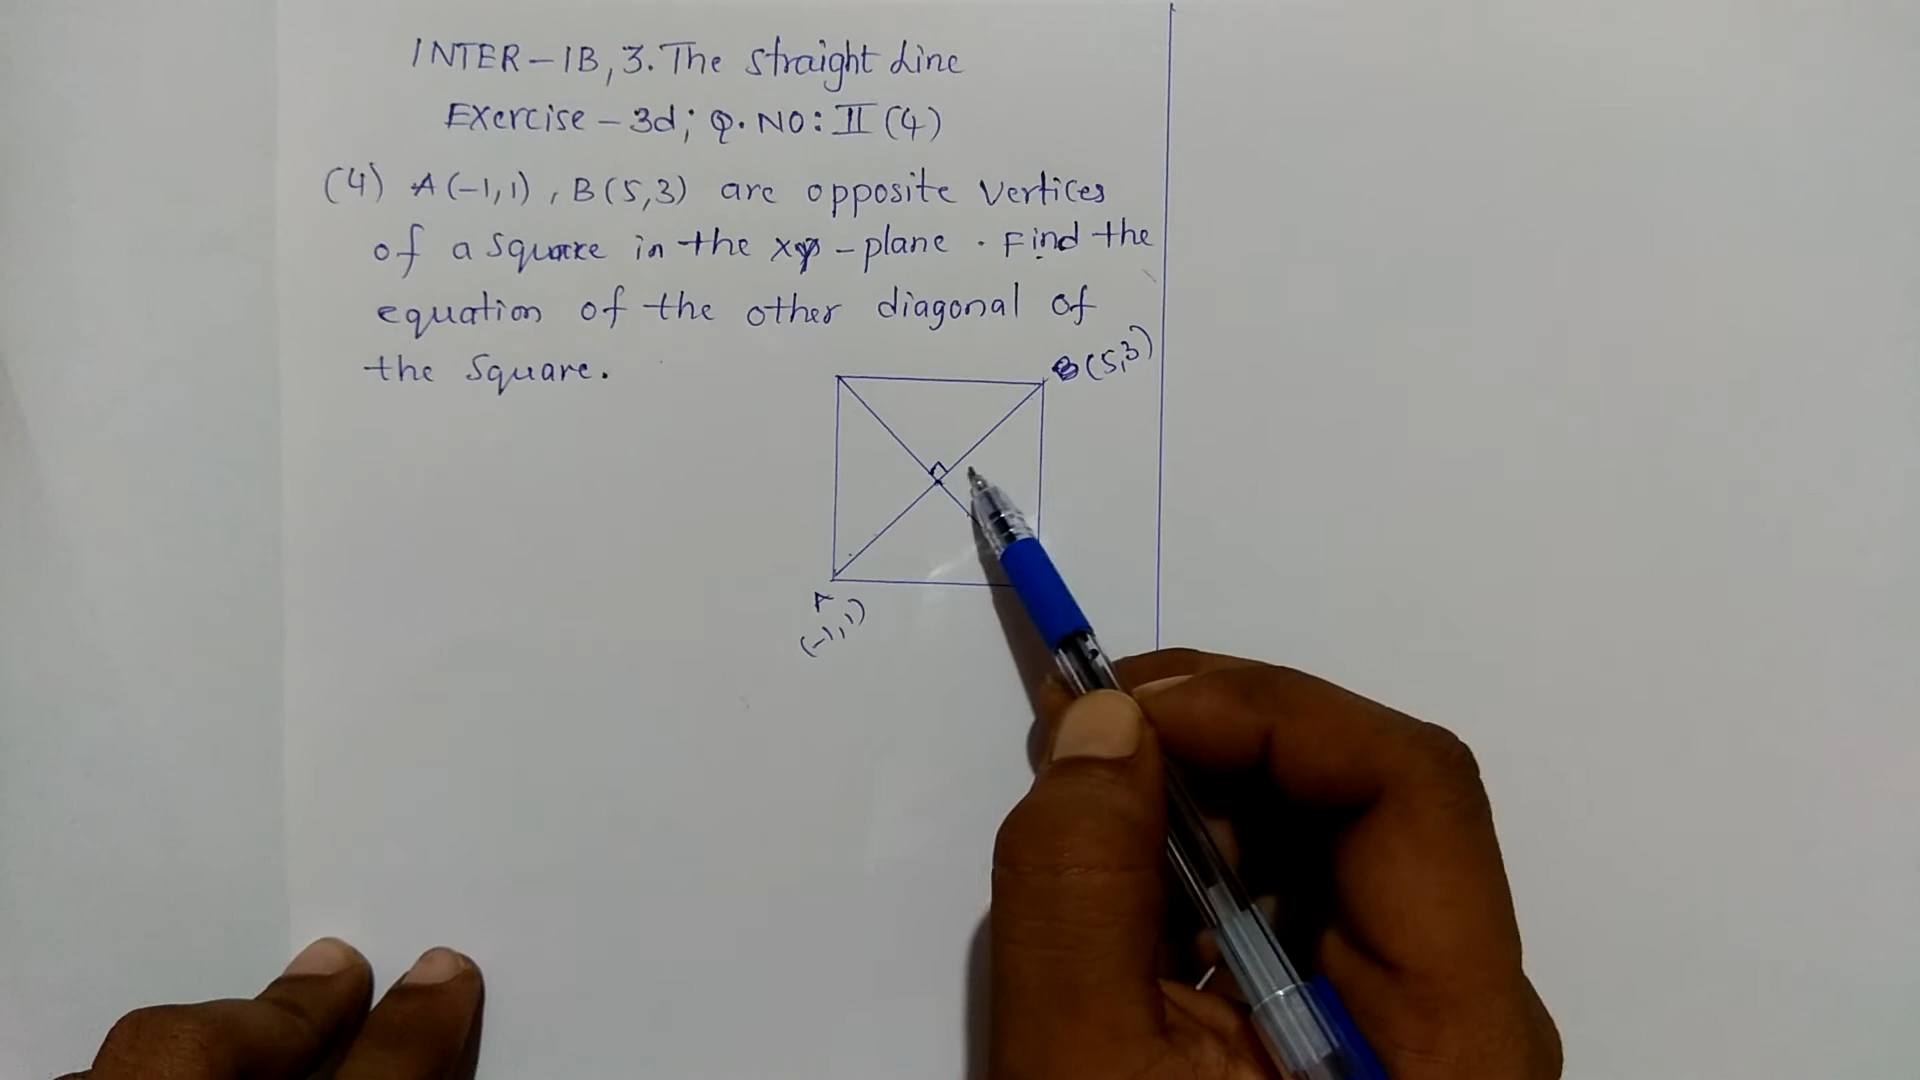 INTER-IB, 3. The straight Line
Exercise - 3d; Q. NO: II (4)
(4) A(-1,1), B(5,3) are opposite vertices
of a square in the xy-plane. Find the
equation of the other diagonal of
the square.
B(5,3)
A
(-1,1)